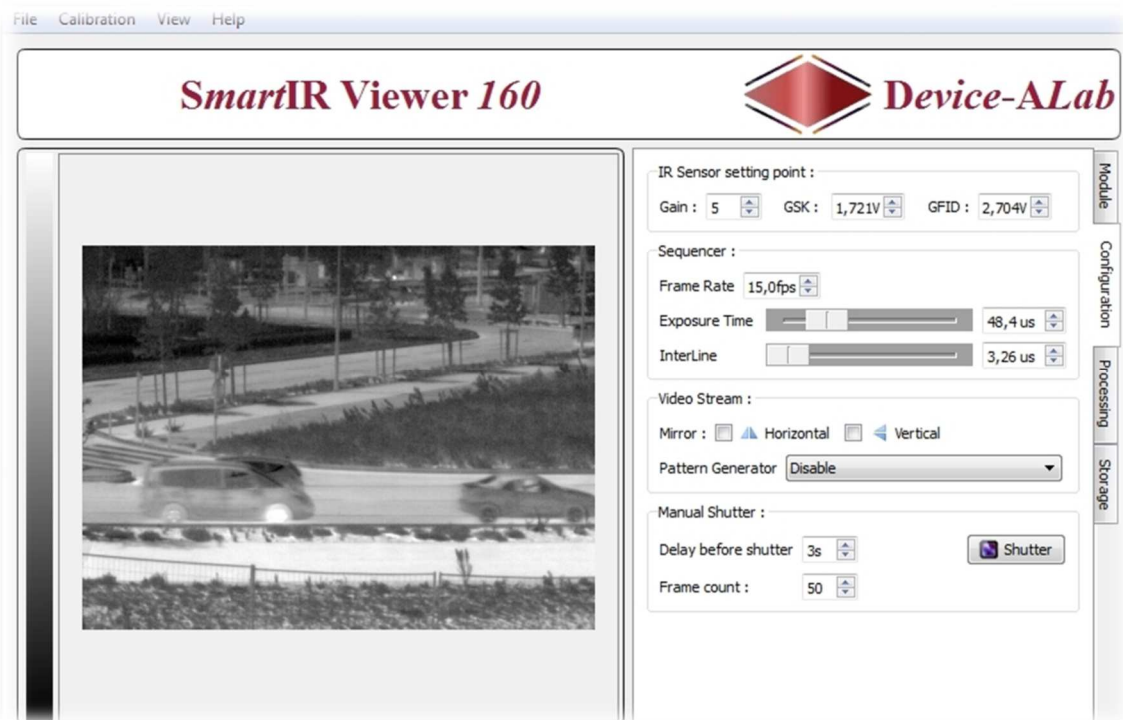 File Calibration View Help
SmartIR Viewer 160
Device-ALab
IR Sensor setting point :
Gain : 5 GSK : 1,721V GFID : 2,704V
Sequencer :
Frame Rate 15,0fps
Exposure Time 48,4 us
InterLine 3,26 us
Video Stream :
Mirror : Horizontal Vertical
Pattern Generator Disable
Manual Shutter :
Delay before shutter 3s Shutter
Frame count : 50
Module
Configuration
Processing
Storage